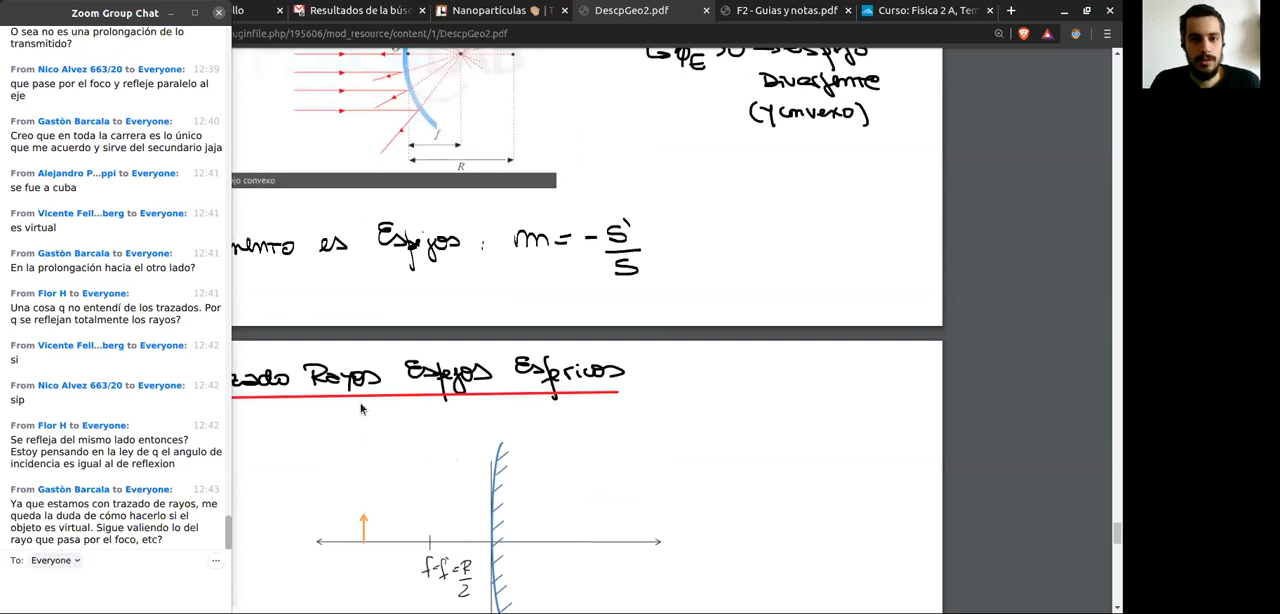 Zoom Group Chat
O sea no es una prolongación de lo
transmitido?
From Nico Alvez 663/20 to Everyone: 12:39
que pase por el foco y refleje paralelo al
eje
From Gastòn Barcala to Everyone: 12:40
Creo que en toda la carrera es lo único
que me acuerdo y sirve del secundario jaja
From Alejandro P...ppi to Everyone: 12:41
se fue a cuba
From Vicente Fell...berg to Everyone: 12:41
es virtual
From Gastòn Barcala to Everyone: 12:41
En la prolongación hacia el otro lado?
From Flor H to Everyone: 12:41
Una cosa q no entendí de los trazados. Por
q se reflejan totalmente los rayos?
From Vicente Fell...berg to Everyone: 12:42
si
From Nico Alvez 663/20 to Everyone: 12:42
sip
From Flor H to Everyone: 12:42
Se refleja del mismo lado entonces?
Estoy pensando en la ley de q el angulo de
incidencia es igual al de reflexion
From Gastòn Barcala to Everyone: 12:43
Ya que estamos con trazado de rayos, me
queda la duda de cómo hacerlo si el
objeto es virtual. Sigue valiendo lo del
rayo que pasa por el foco, etc?
To: Everyone
llo
Resultados de la bús
Nanopartículas
DescpGeo2.pdf
F2 - Guias y notas.pdf
Curso: Fisica 2 A, Tem
uginfile.php/195606/mod_resource/content/1/DescpGeo2.pdf
Divergente
(y convexo)
f
R
jo convexo
mento es Espejos: m = - s'/s
zado Rayos Espejos Esfericos
f=f'=R/2